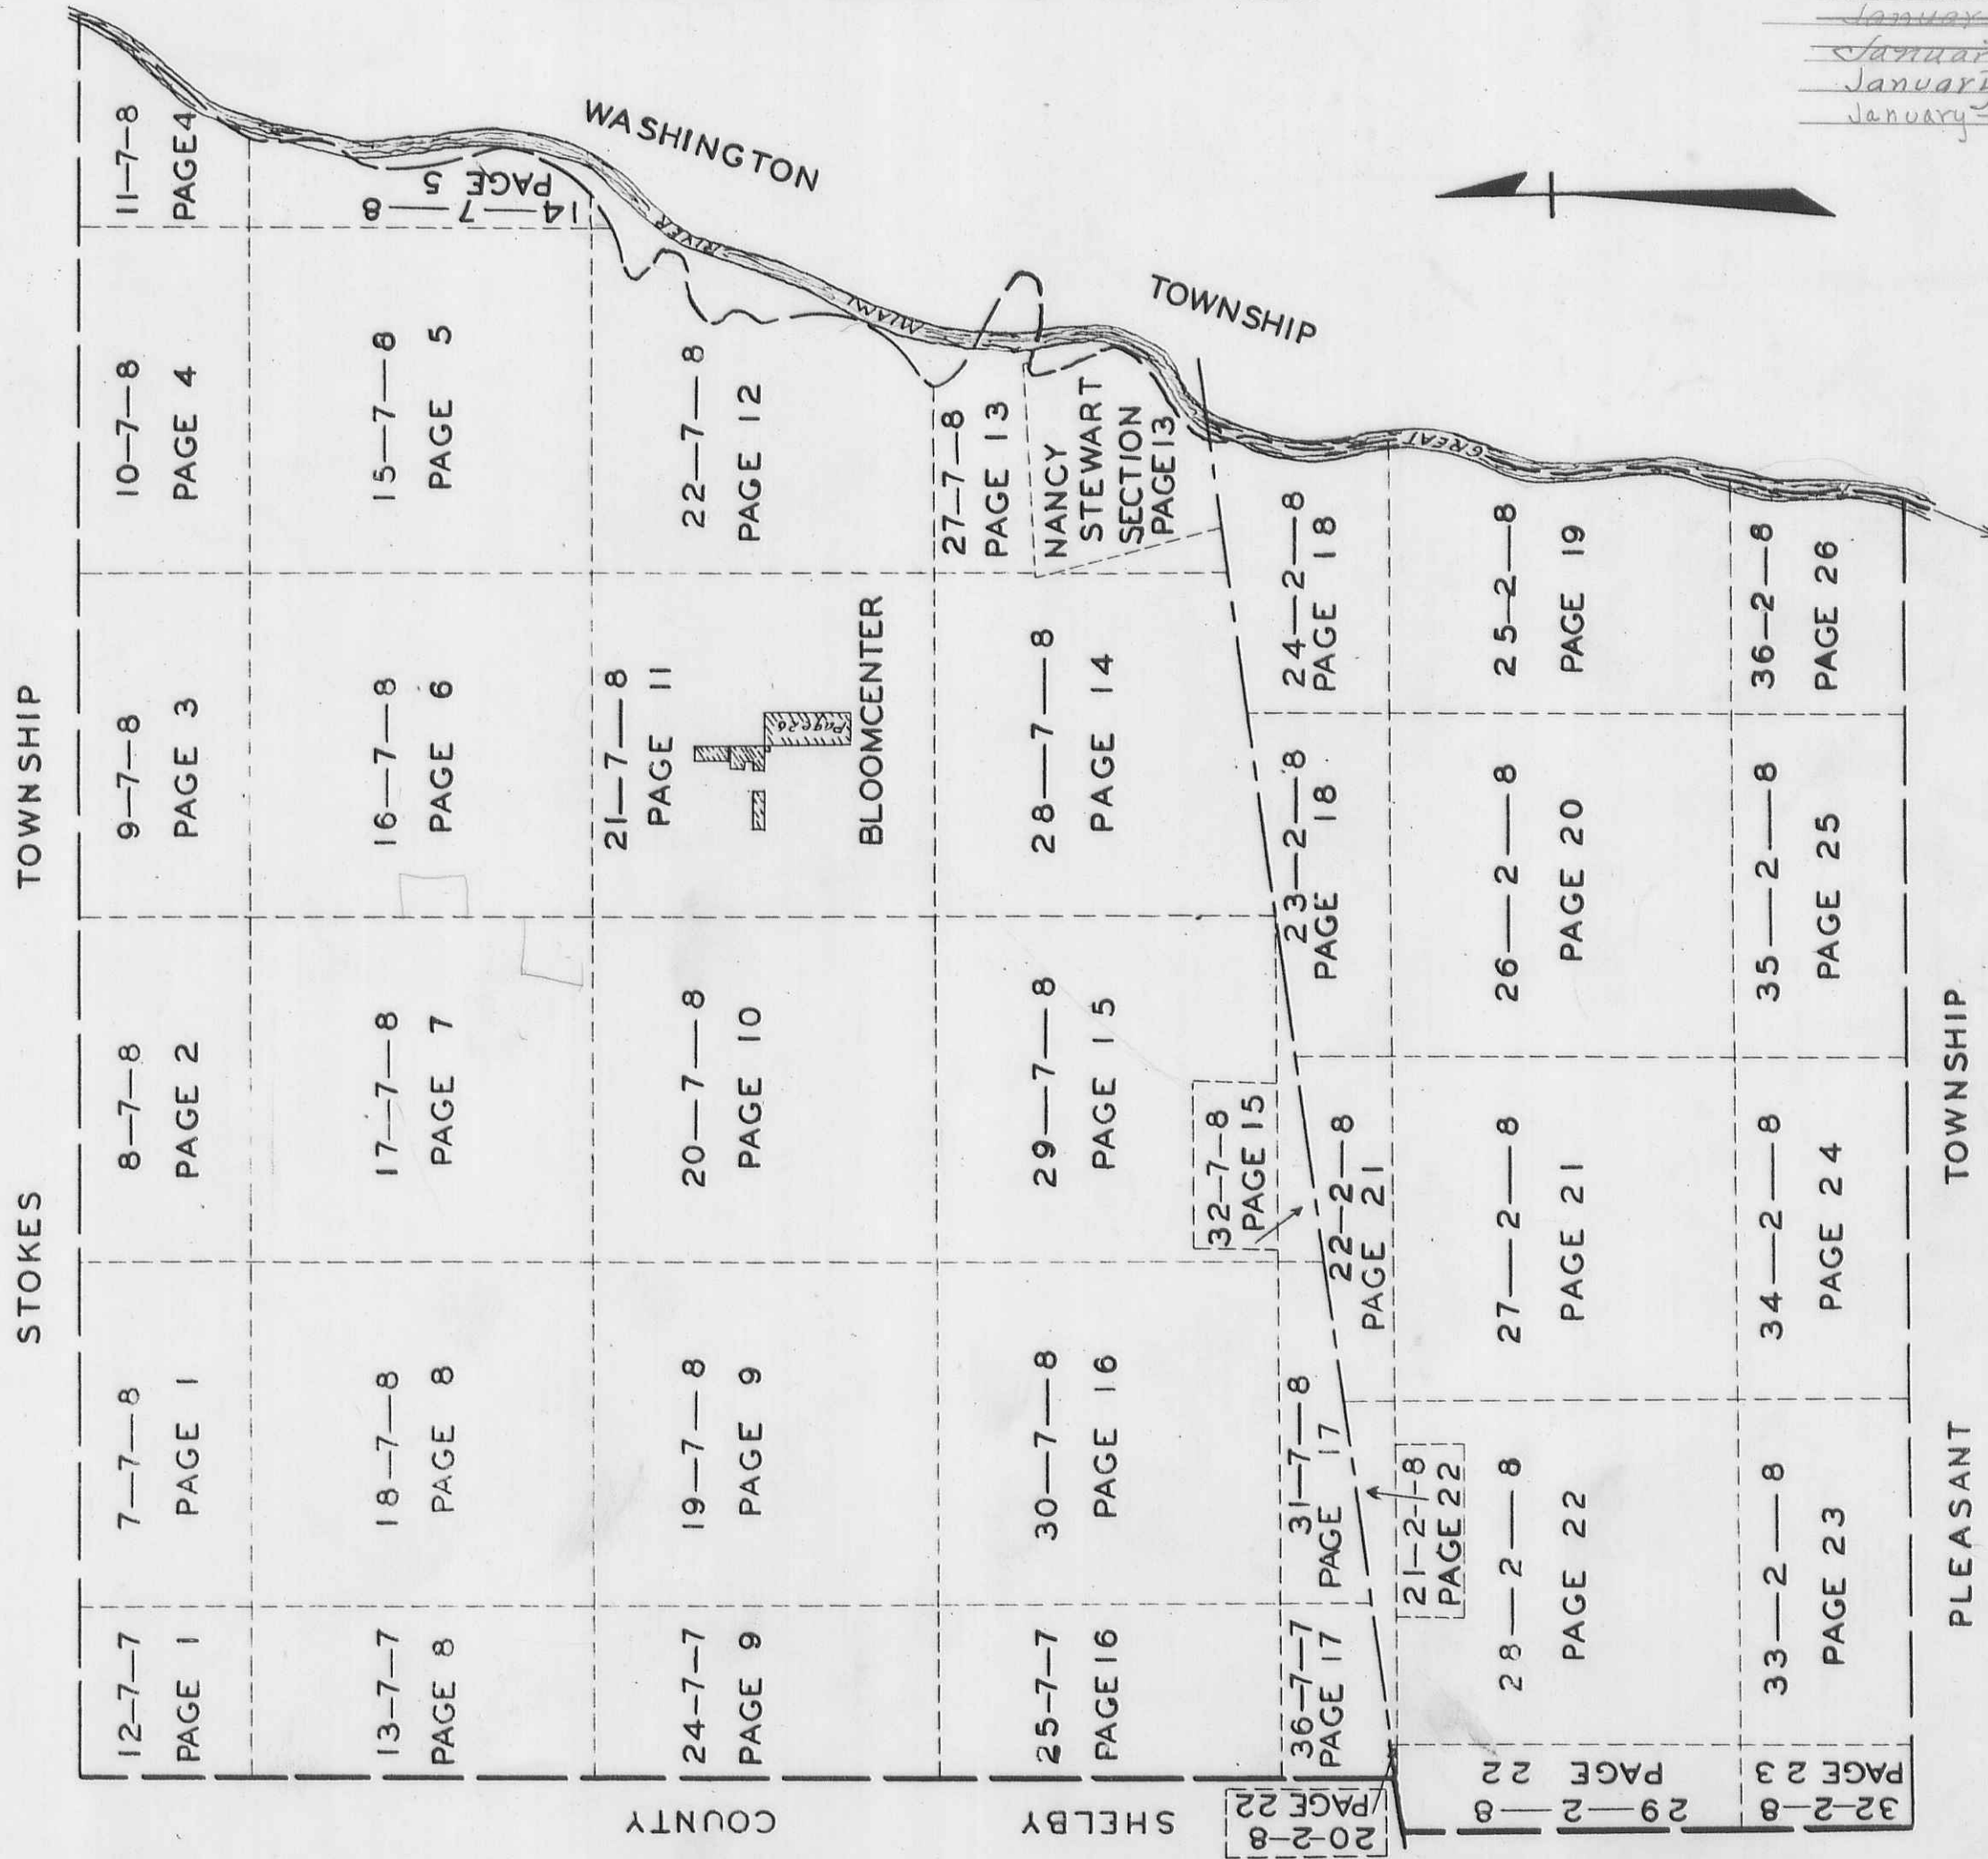 January
January
STOKES TOWNSHIP
12—7—7
PAGE 1
7—7—8
PAGE 1
8—7—8
PAGE 2
9—7—8
PAGE 3
10—7—8
PAGE 4
11—7—8
PAGE 4
13—7—7
PAGE 8
18—7—8
PAGE 8
17—7—8
PAGE 7
16—7—8
PAGE 6
15—7—8
PAGE 5
14—7—8
PAGE 5
24—7—7
PAGE 9
19—7—8
PAGE 9
20—7—8
PAGE 10
21—7—8
PAGE 11
Page 26
BLOOMCENTER
22—7—8
PAGE 12
25—7—7
PAGE 16
30—7—8
PAGE 16
29—7—8
PAGE 15
28—7—8
PAGE 14
27—7—8
PAGE 13
NANCY
STEWART
SECTION
PAGE 13
36—7—7
PAGE 17
31—7—8
PAGE 17
32—7—8
PAGE 15
20-2-8
PAGE 22
21—2—8
PAGE 22
22—2—8
PAGE 21
23—2—8
PAGE 18
24—2—8
PAGE 18
29—2—8
PAGE 22
28—2—8
PAGE 22
27—2—8
PAGE 21
26—2—8
PAGE 20
25—2—8
PAGE 19
32—2—8
PAGE 23
33—2—8
PAGE 23
34—2—8
PAGE 24
35—2—8
PAGE 25
36—2—8
PAGE 26
PLEASANT TOWNSHIP
SHELBY COUNTY
WASHINGTON TOWNSHIP
GREAT MIAMI RIVER